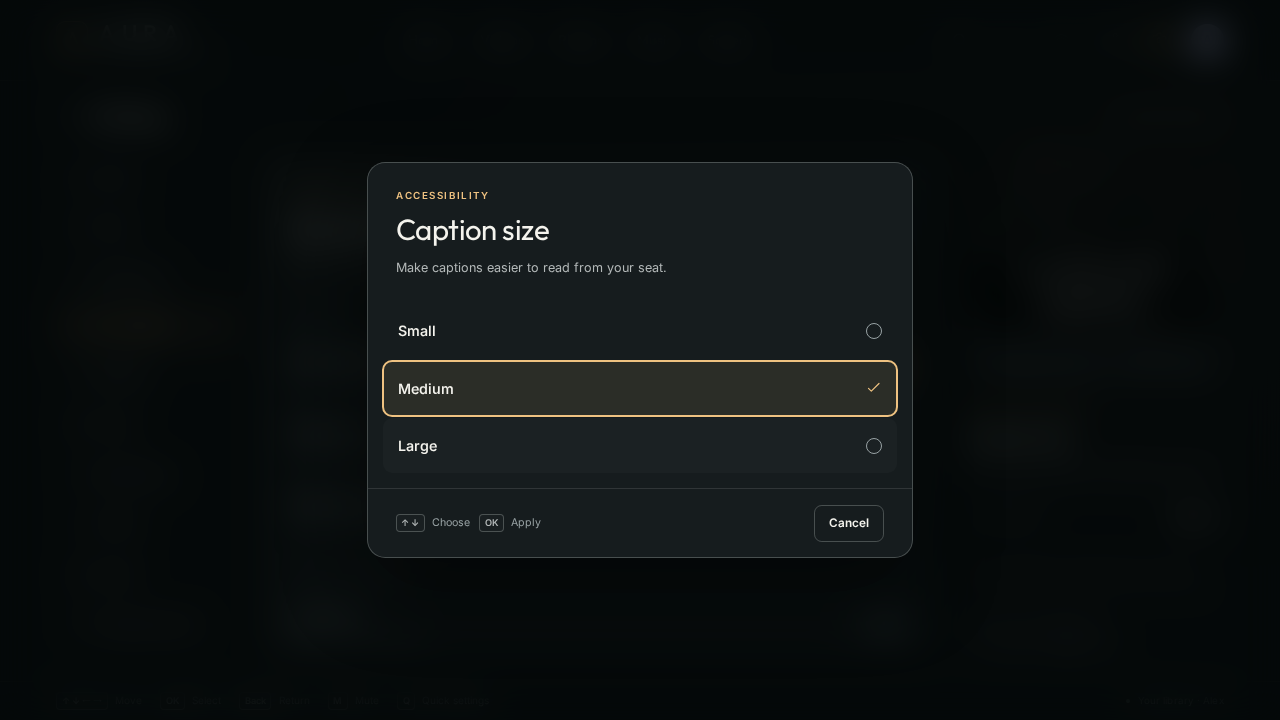 ACCESSIBILITY
Caption size
Make captions easier to read from your seat.
Small
Medium
Large
↑↓ Choose OK Apply
Cancel